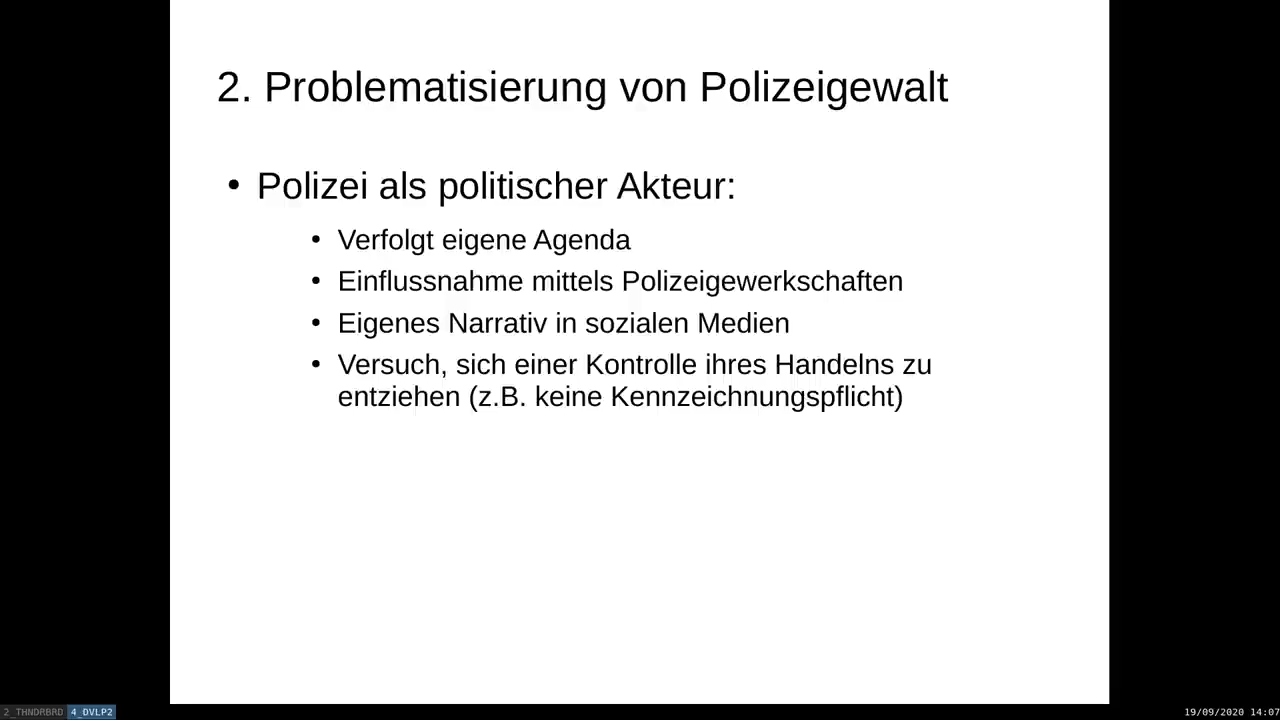 2. Problematisierung von Polizeigewalt
• Polizei als politischer Akteur:
• Verfolgt eigene Agenda
• Einflussnahme mittels Polizeigewerkschaften
• Eigenes Narrativ in sozialen Medien
• Versuch, sich einer Kontrolle ihres Handelns zu
entziehen (z.B. keine Kennzeichnungspflicht)
2_THNDRBRD 4_DVLP2
19/09/2020 14:07